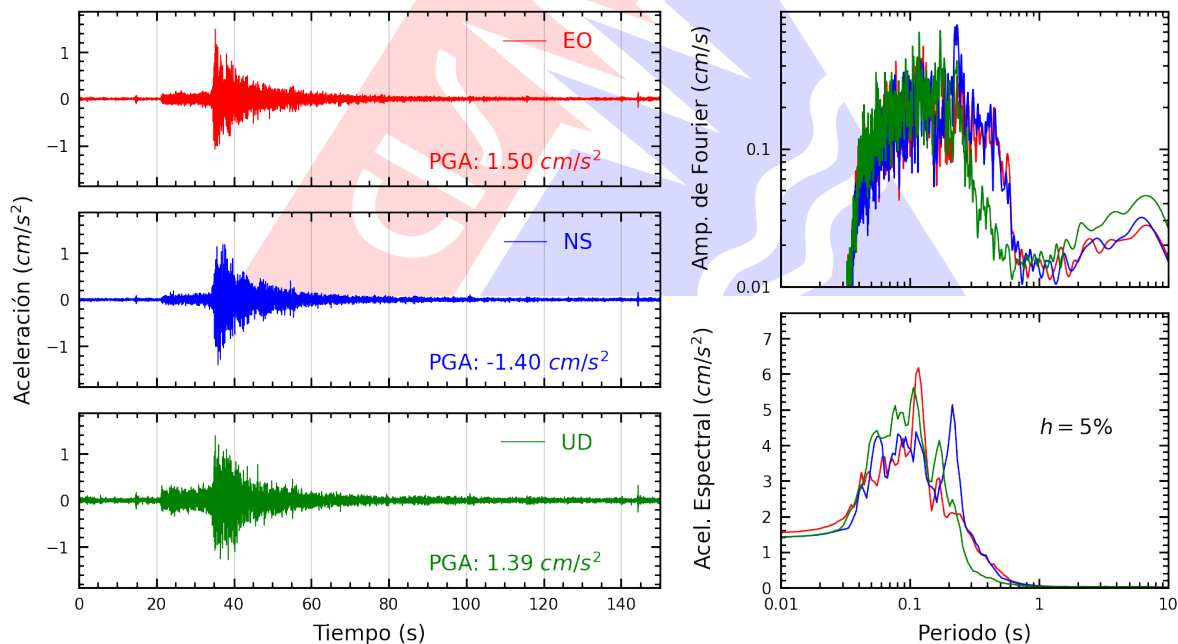 Aceleración (cm/s²)
1
0
−1
EO
PGA: 1.50 cm/s²
1
0
−1
NS
PGA: -1.40 cm/s²
1
0
−1
UD
PGA: 1.39 cm/s²
0 20 40 60 80 100 120 140
Tiempo (s)
Amp. de Fourier (cm/s)
0.1
0.01
Acel. Espectral (cm/s²)
7
6
5
4
3
2
1
0
h = 5%
0.01 0.1 1 10
Periodo (s)